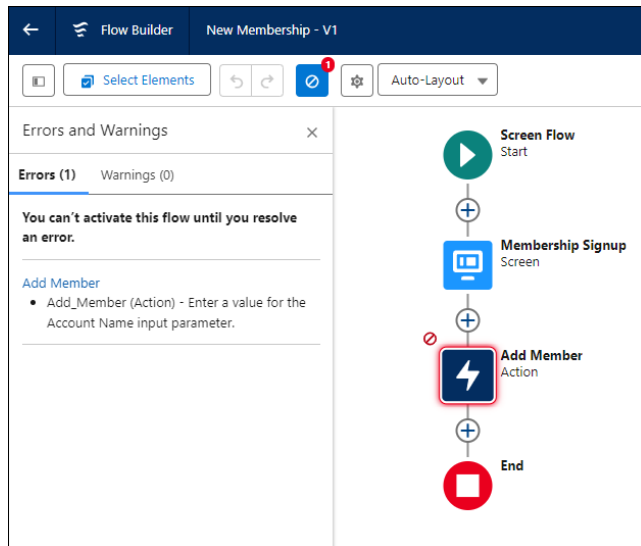 Flow Builder
New Membership - V1
Select Elements
1
Auto-Layout
Errors and Warnings
Errors (1)
Warnings (0)
You can't activate this flow until you resolve
an error.
Add Member
Add_Member (Action) - Enter a value for the
Account Name input parameter.
Screen Flow
Start
Membership Signup
Screen
Add Member
Action
End